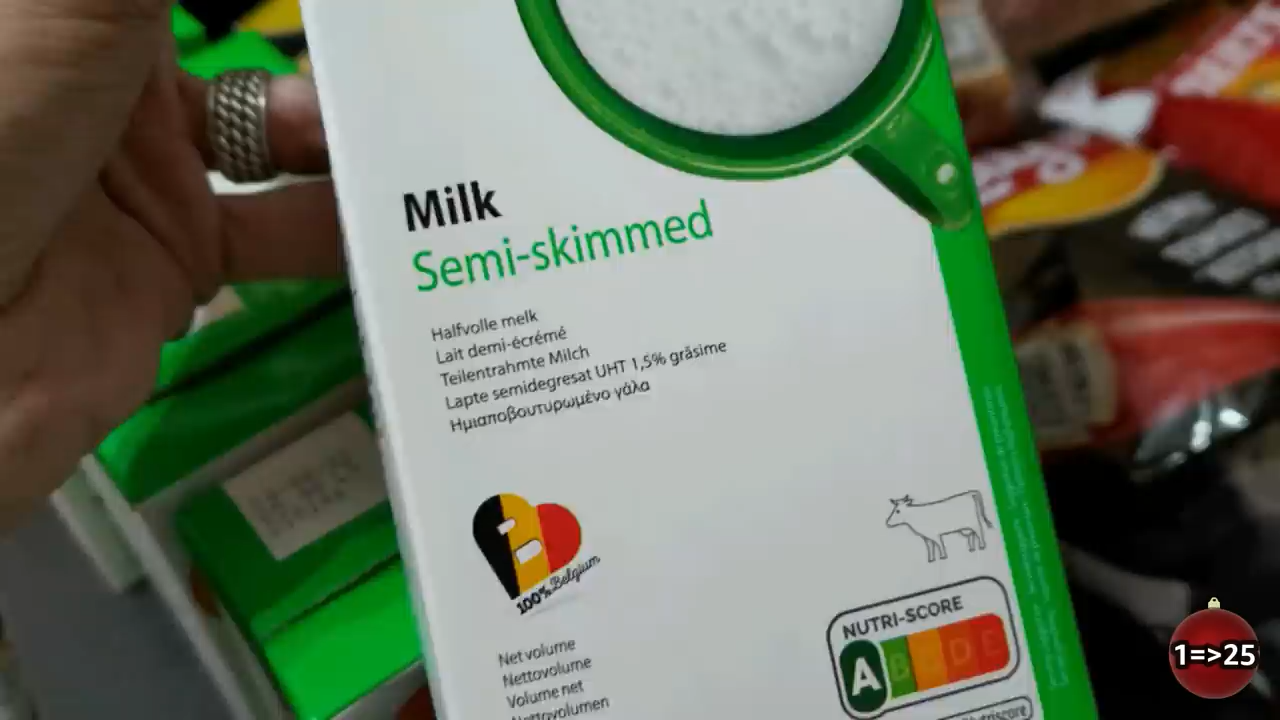 Milk
Semi-skimmed
Halfvolle melk
Lait demi-écrémé
Teilentrahmte Milch
Lapte semidegresat UHT 1,5% grăsime
Ημιαποβουτυρωμένο γάλα
100% Belgium
NUTRI-SCORE
A B C D E
Net volume
Nettovolume
Volume net
Nettovolumen
1=>25